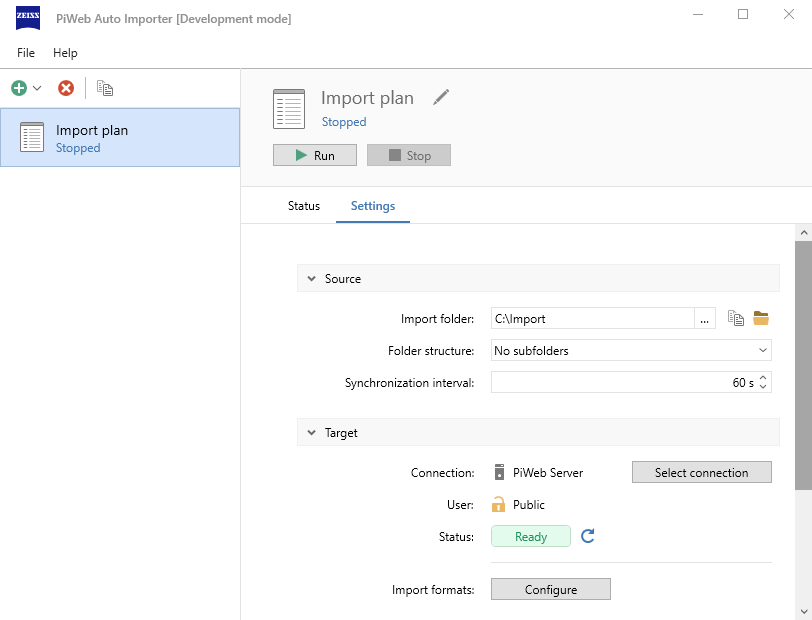 ZEISS PiWeb Auto Importer [Development mode]
File Help
Import plan
Stopped
Import plan
Stopped
Run Stop
Status Settings
Source
Import folder: C:\Import ...
Folder structure: No subfolders
Synchronization interval: 60 s
Target
Connection: PiWeb Server Select connection
User: Public
Status: Ready
Import formats: Configure